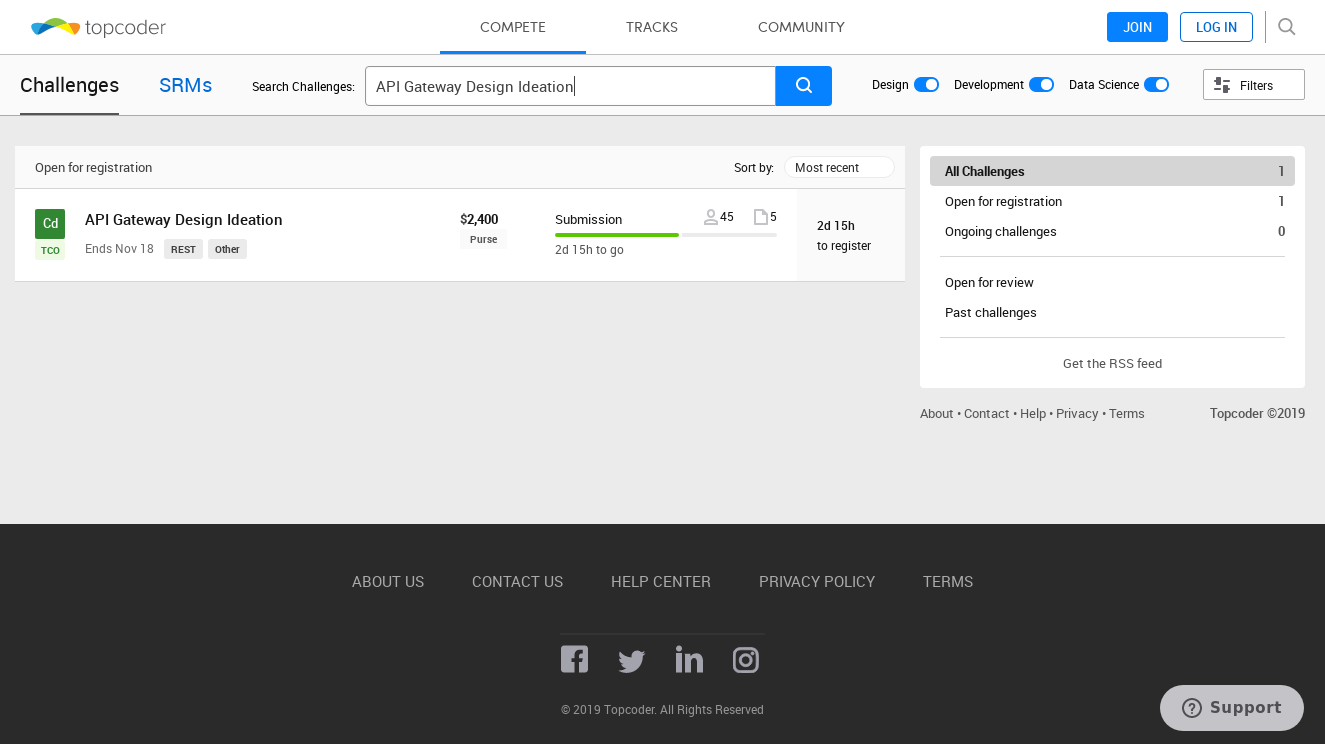 topcoder
COMPETE
TRACKS
COMMUNITY
JOIN
LOG IN
Challenges
SRMs
Search Challenges:
API Gateway Design Ideation
Design
Development
Data Science
Filters
Open for registration
Sort by:
Most recent
Cd
TCO
API Gateway Design Ideation
Ends Nov 18
REST
Other
$2,400
Purse
Submission
45
5
2d 15h to go
2d 15h
to register
All Challenges 1
Open for registration 1
Ongoing challenges 0
Open for review
Past challenges
Get the RSS feed
About • Contact • Help • Privacy • Terms
Topcoder ©2019
ABOUT US
CONTACT US
HELP CENTER
PRIVACY POLICY
TERMS
© 2019 Topcoder. All Rights Reserved
Support